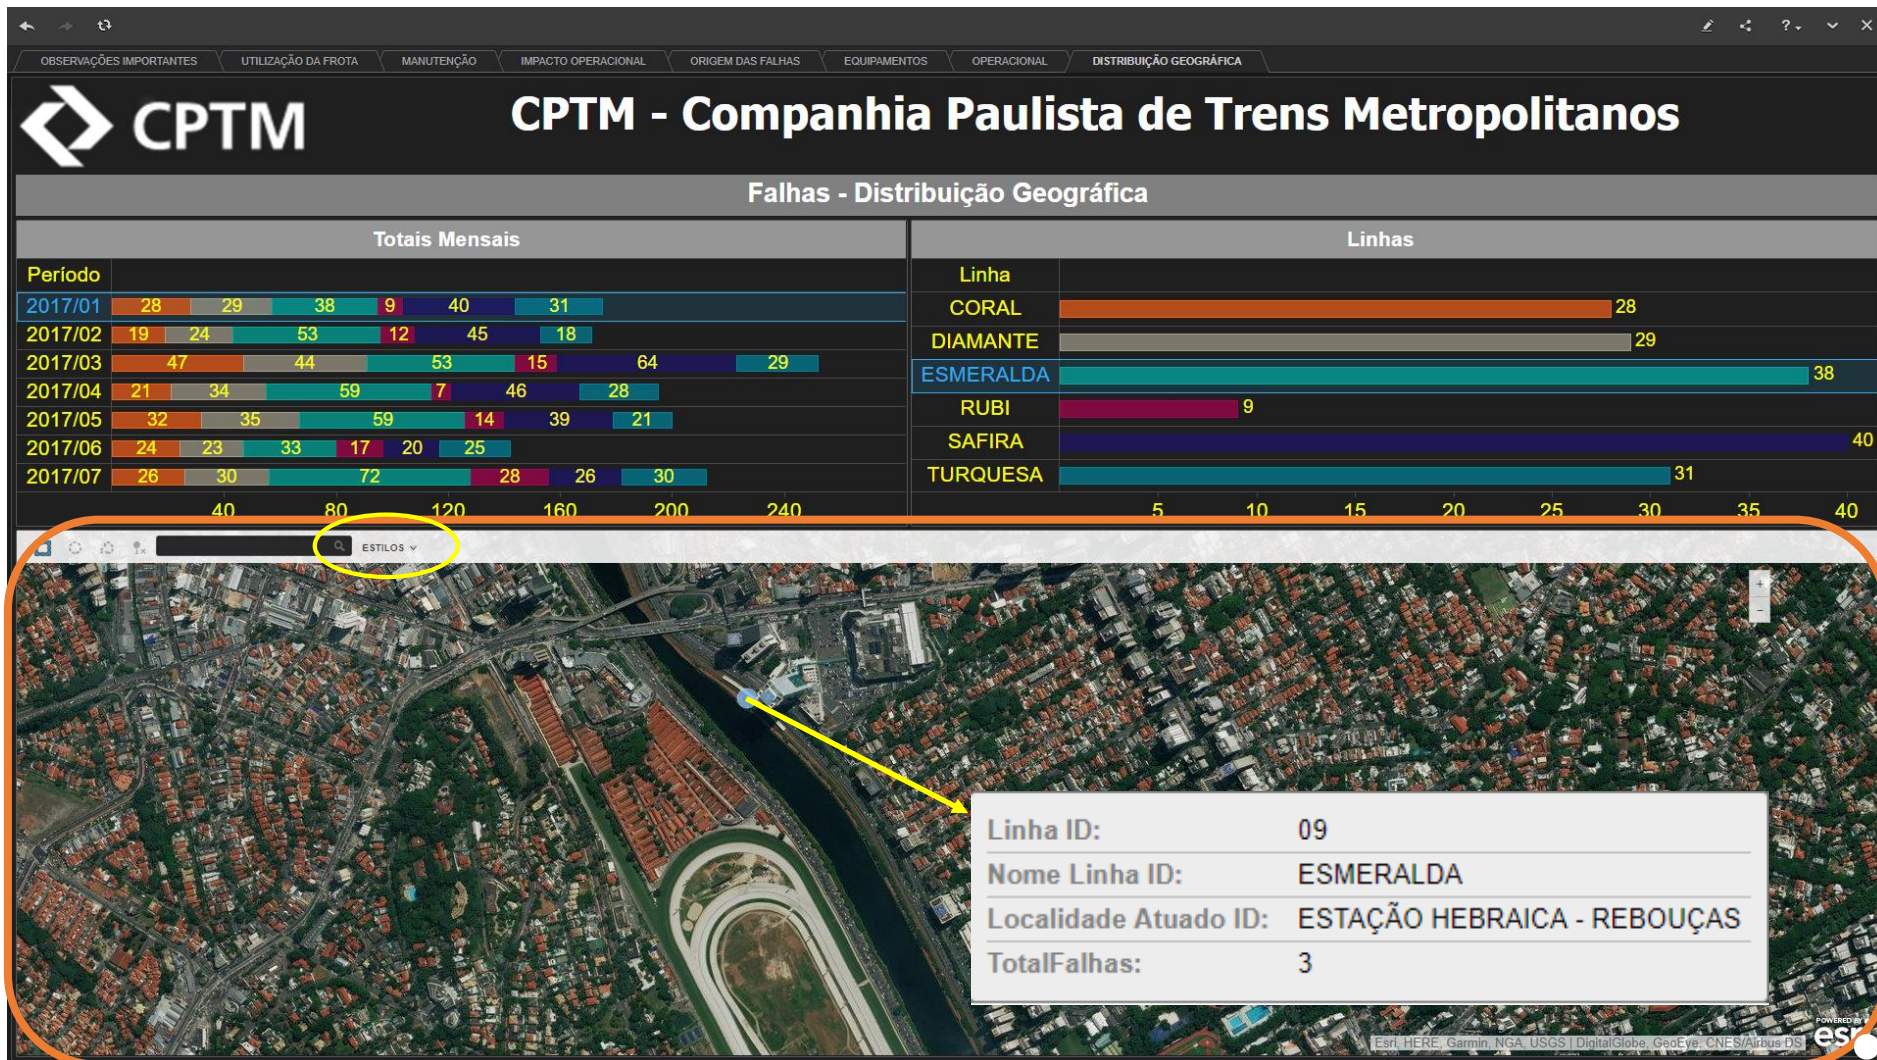 OBSERVAÇÕES IMPORTANTES UTILIZAÇÃO DA FROTA MANUTENÇÃO IMPACTO OPERACIONAL ORIGEM DAS FALHAS EQUIPAMENTOS OPERACIONAL DISTRIBUIÇÃO GEOGRÁFICA
CPTM CPTM - Companhia Paulista de Trens Metropolitanos
Falhas - Distribuição Geográfica
Totais Mensais
Período
2017/01 28 29 38 9 40 31
2017/02 19 24 53 12 45 18
2017/03 47 44 53 15 64 29
2017/04 21 34 59 7 46 28
2017/05 32 35 59 14 39 21
2017/06 24 23 33 17 20 25
2017/07 26 30 72 28 26 30
40 80 120 160 200 240
Linhas
Linha
CORAL 28
DIAMANTE 29
ESMERALDA 38
RUBI 9
SAFIRA 40
TURQUESA 31
5 10 15 20 25 30 35 40
ESTILOS
Linha ID: 09
Nome Linha ID: ESMERALDA
Localidade Atuado ID: ESTAÇÃO HEBRAICA - REBOUÇAS
TotalFalhas: 3
Esri, HERE, Garmin, NGA, USGS | DigitalGlobe, GeoEye, CNES/Airbus DS
POWERED BY
esri